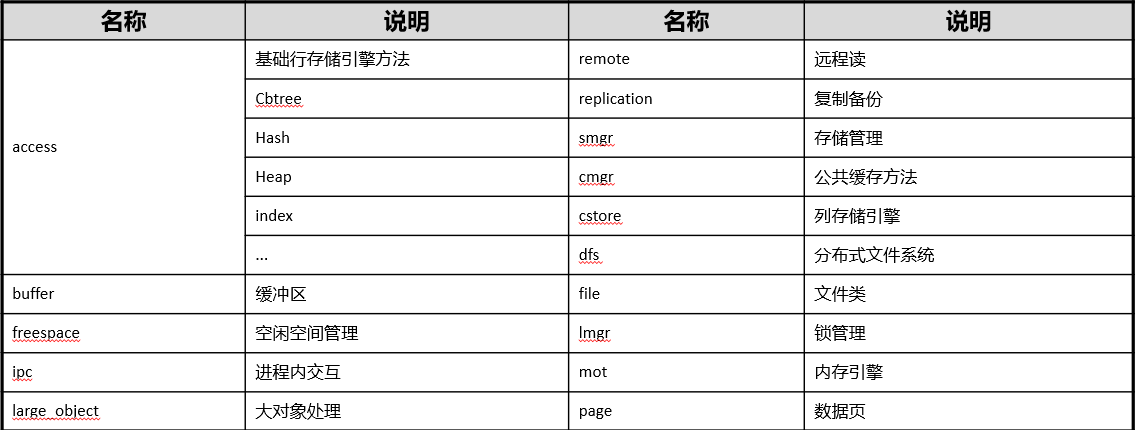 名称 说明 名称 说明
access 基础行存储引擎方法 remote 远程读
Cbtree replication 复制备份
Hash smgr 存储管理
Heap cmgr 公共缓存方法
index cstore 列存储引擎
... dfs 分布式文件系统
buffer 缓冲区 file 文件类
freespace 空闲空间管理 lmgr 锁管理
ipc 进程内交互 mot 内存引擎
large_object 大对象处理 page 数据页